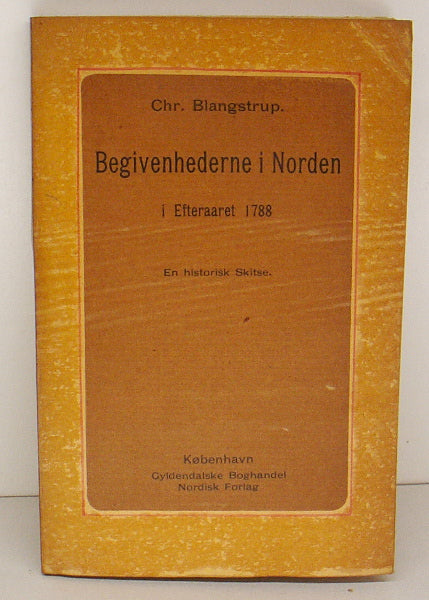 Chr. Blangstrup.
Begivenhederne i Norden
i Efteraaret 1788
En historisk Skitse.
København
Gyldendalske Boghandel
Nordisk Forlag